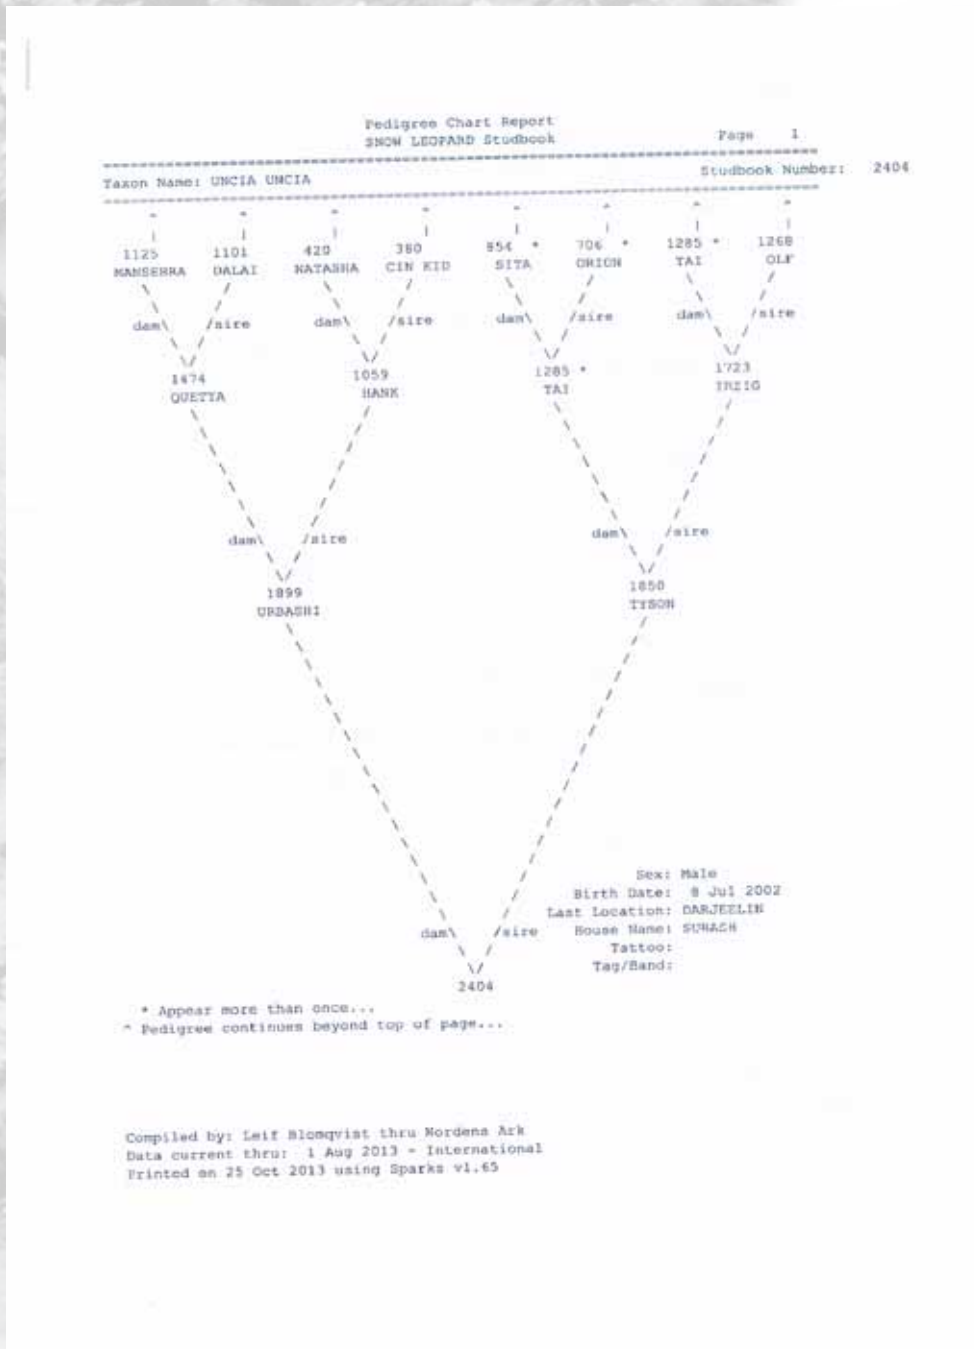 Pedigree Chart Report
SNOW LEOPARD Studbook Page 1
Taxon Name: UNCIA UNCIA Studbook Number: 2404
^ ^ ^ ^ ^ ^ ^ ^
1125 1101 420 380 854 * 706 * 1285 * 1268
MANSEHRA DALAI NATASHA CIN KID SITA ORION TAI OLF
dam\ /sire dam\ /sire dam\ /sire dam\ /sire
1474 1059 1285 * 1723
QUETTA HANK TAI
dam\ /sire dam\ /sire
1899 1850
URBASHI TYSON
Sex: Male
Birth Date: 8 Jul 2002
Last Location: DARJEELIN
dam\ /sire House Name: SUBASH
Tattoo:
Tag/Band:
2404
* Appear more than once...
^ Pedigree continues beyond top of page...
Compiled by: Leif Blomqvist thru Nordens Ark
Data current thru: 1 Aug 2013 - International
Printed on 25 Oct 2013 using Sparks v1.65